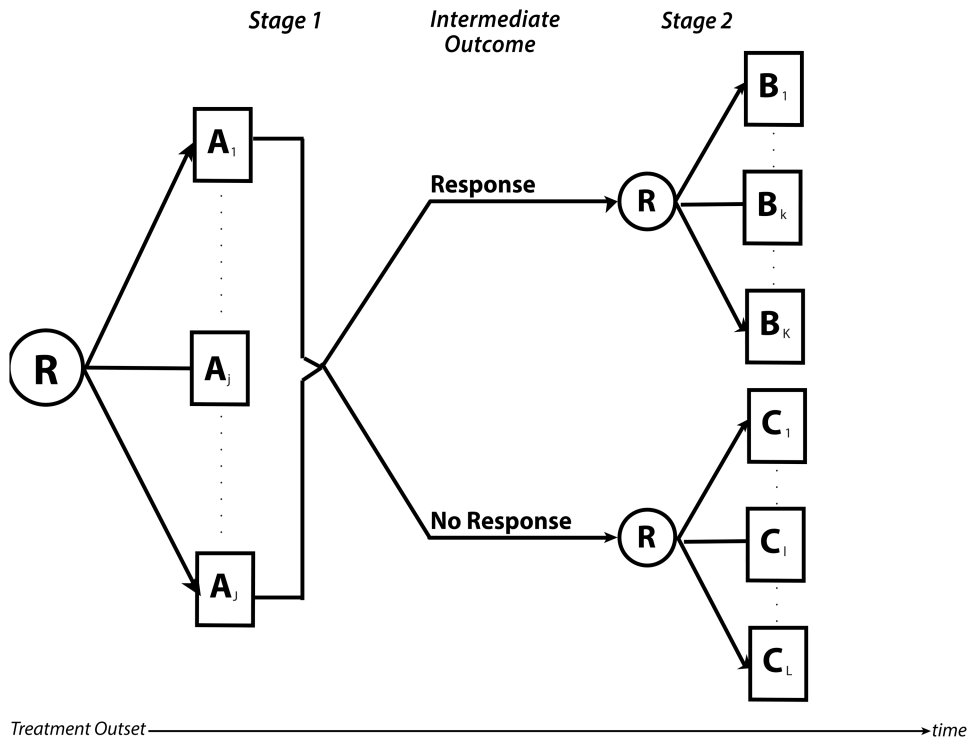 Stage 1
Intermediate
Outcome
Stage 2
R
A1
Aj
AJ
Response
No Response
R
B1
Bk
BK
R
C1
Cl
CL
Treatment Outset
time